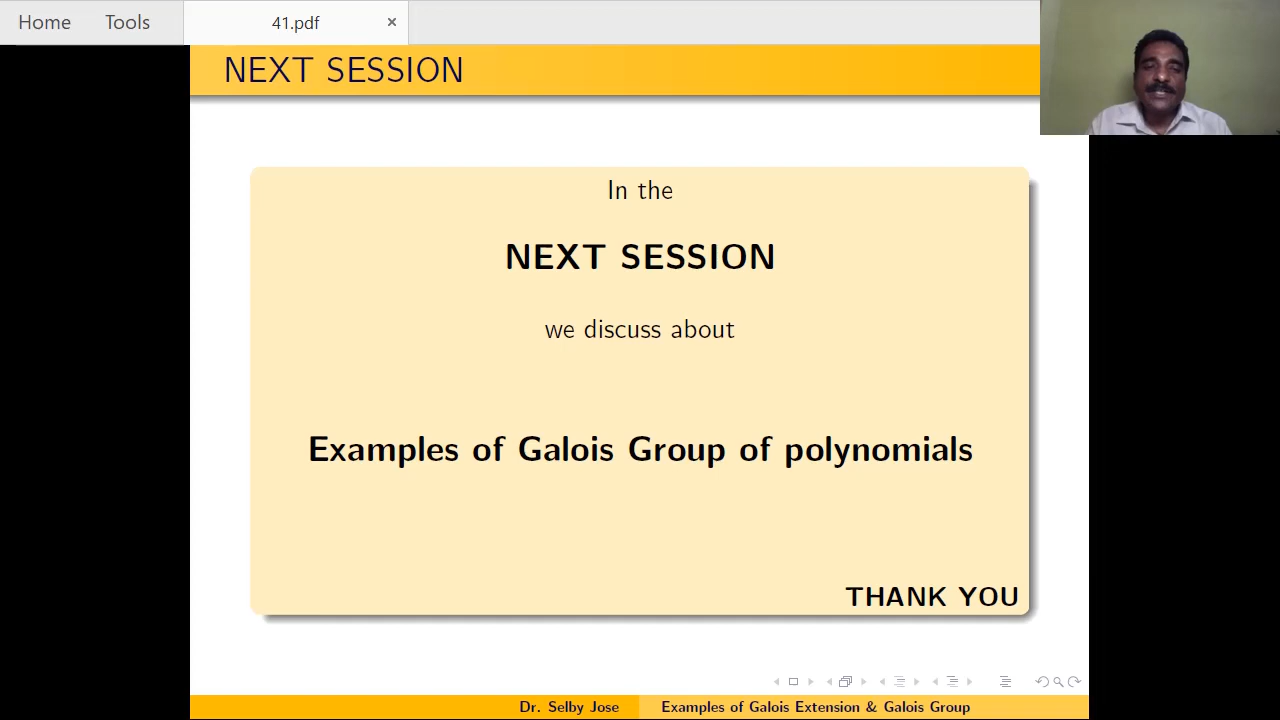 Home Tools 41.pdf ×
NEXT SESSION
In the
NEXT SESSION
we discuss about
Examples of Galois Group of polynomials
THANK YOU
Dr. Selby Jose Examples of Galois Extension & Galois Group